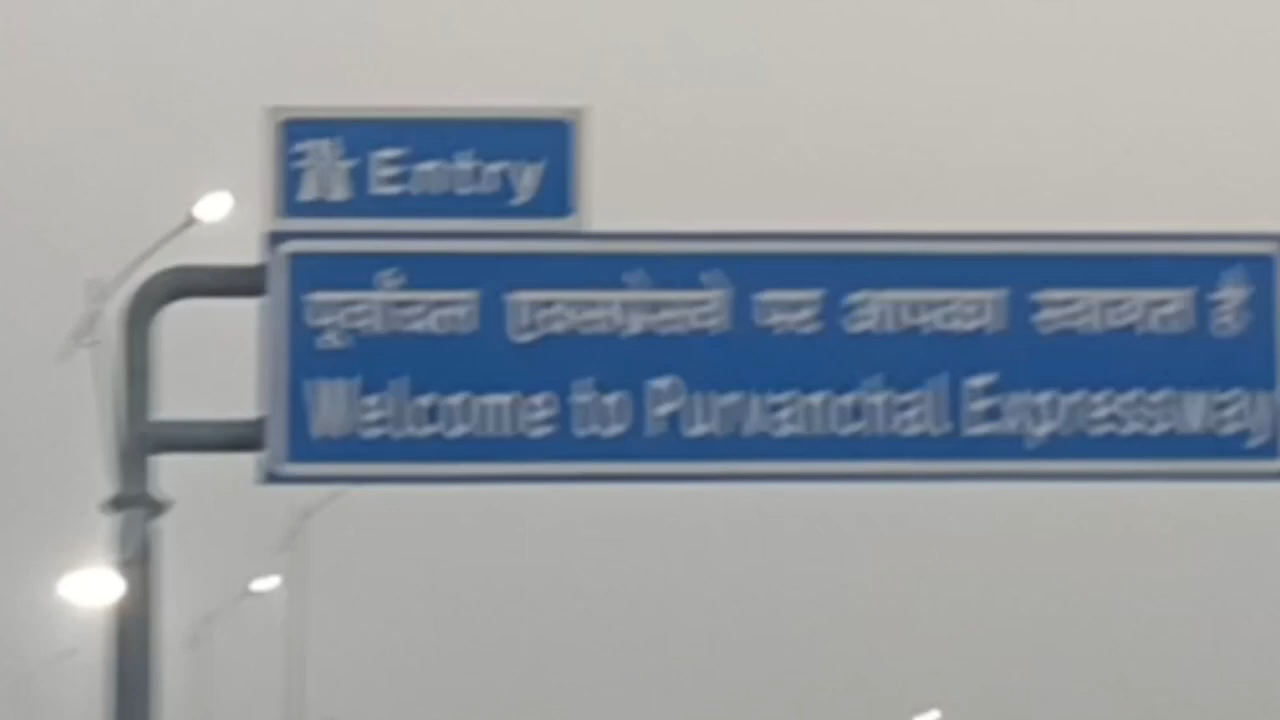 Entry
पूर्वांचल एक्सप्रेसवे पर आपका स्वागत है
Welcome to Purvanchal Expressway